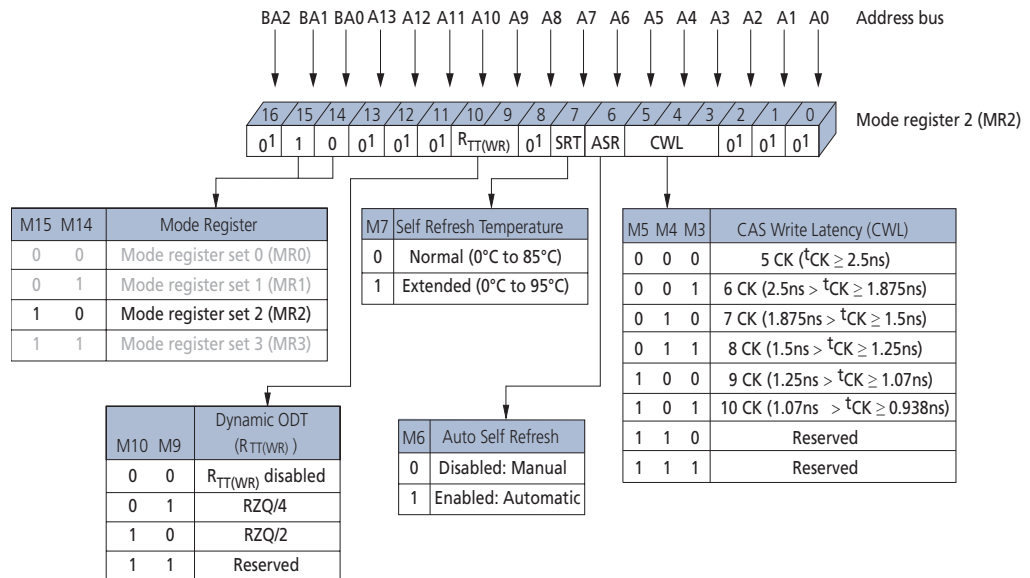 BA2 BA1 BA0 A13 A12 A11 A10 A9 A8 A7 A6 A5 A4 A3 A2 A1 A0 Address bus
16 15 14 13 12 11 10 9 8 7 6 5 4 3 2 1 0 Mode register 2 (MR2)
0¹ 1 0 0¹ 0¹ 0¹ RTT(WR) 0¹ SRT ASR CWL 0¹ 0¹ 0¹
M15 M14 Mode Register
0 0 Mode register set 0 (MR0)
0 1 Mode register set 1 (MR1)
1 0 Mode register set 2 (MR2)
1 1 Mode register set 3 (MR3)
M7 Self Refresh Temperature
0 Normal (0°C to 85°C)
1 Extended (0°C to 95°C)
M5 M4 M3 CAS Write Latency (CWL)
0 0 0 5 CK (tCK ≥ 2.5ns)
0 0 1 6 CK (2.5ns > tCK ≥ 1.875ns)
0 1 0 7 CK (1.875ns > tCK ≥ 1.5ns)
0 1 1 8 CK (1.5ns > tCK ≥ 1.25ns)
1 0 0 9 CK (1.25ns > tCK ≥ 1.07ns)
1 0 1 10 CK (1.07ns > tCK ≥ 0.938ns)
1 1 0 Reserved
1 1 1 Reserved
M10 M9 Dynamic ODT
(RTT(WR) )
0 0 RTT(WR) disabled
0 1 RZQ/4
1 0 RZQ/2
1 1 Reserved
M6 Auto Self Refresh
0 Disabled: Manual
1 Enabled: Automatic